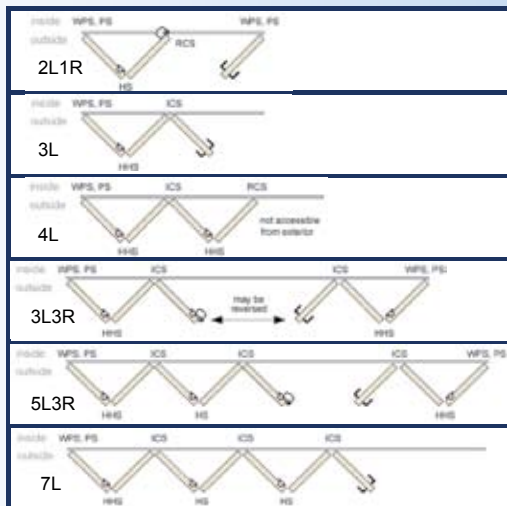 inside WPS, PS WPS, PS
outside RCS
2L1R
HS
inside WPS, PS ICS
outside
3L
HHS
inside WPS, PS ICS RCS
outside
not accessible
from exterior
4L
HHS HHS
inside WPS, PS ICS ICS WPS, PS
outside
may be
reversed
3L3R
HHS HHS
inside WPS, PS ICS ICS ICS WPS, PS
outside
5L3R
HHS HS HHS
inside WPS, PS ICS ICS ICS
outside
7L
HHS HS HS